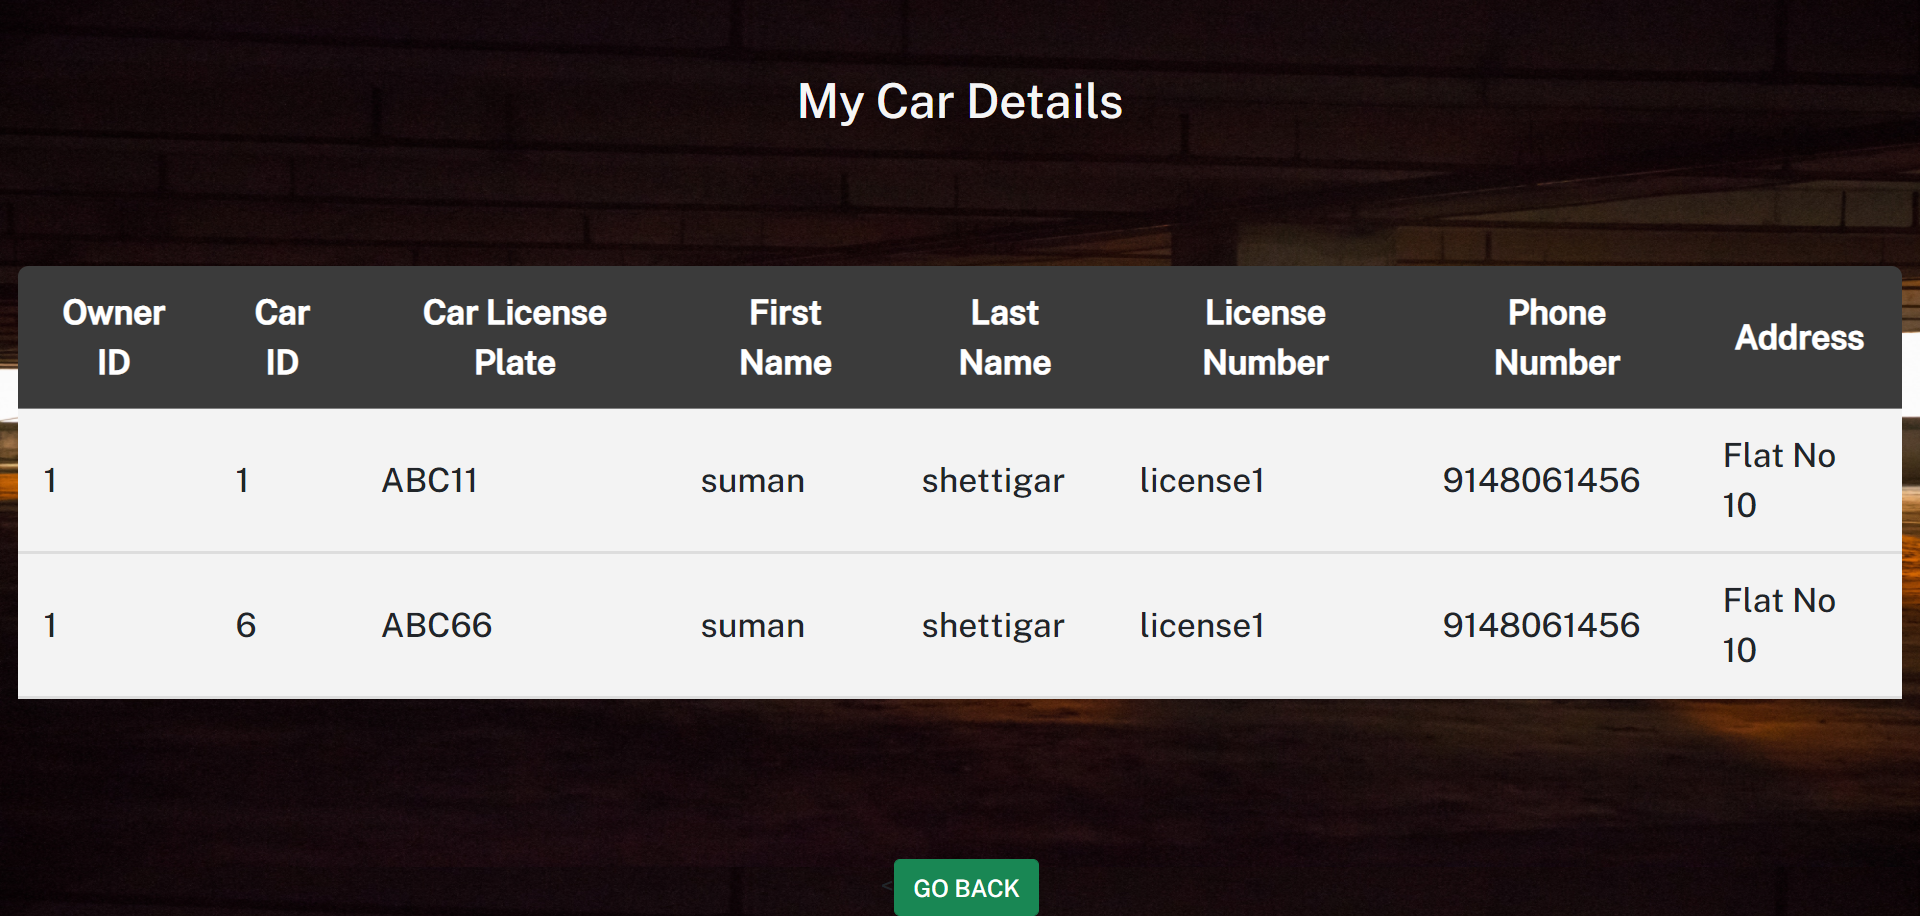 My Car Details
Owner ID Car ID Car License Plate First Name Last Name License Number Phone Number Address
1 1 ABC11 suman shettigar license1 9148061456 Flat No 10
1 6 ABC66 suman shettigar license1 9148061456 Flat No 10
< GO BACK